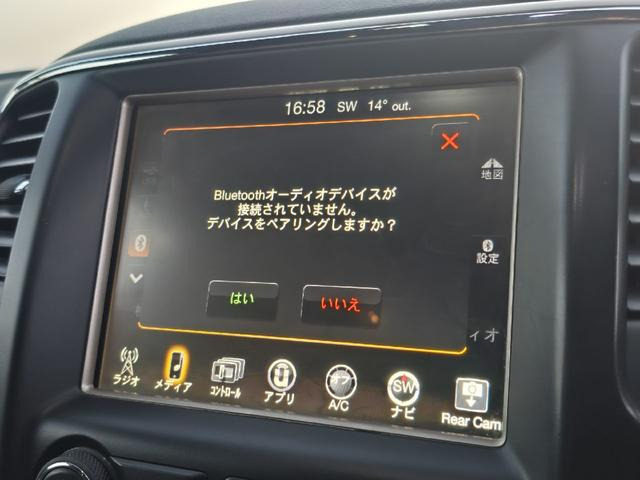 16:58 SW 14° out.
地図
Bluetoothオーディオデバイスが
接続されていません。
デバイスをペアリングしますか？
設定
はい いいえ
ィオ
ラジオ メディア コントロール アプリ オフ A/C SW ナビ Rear Cam